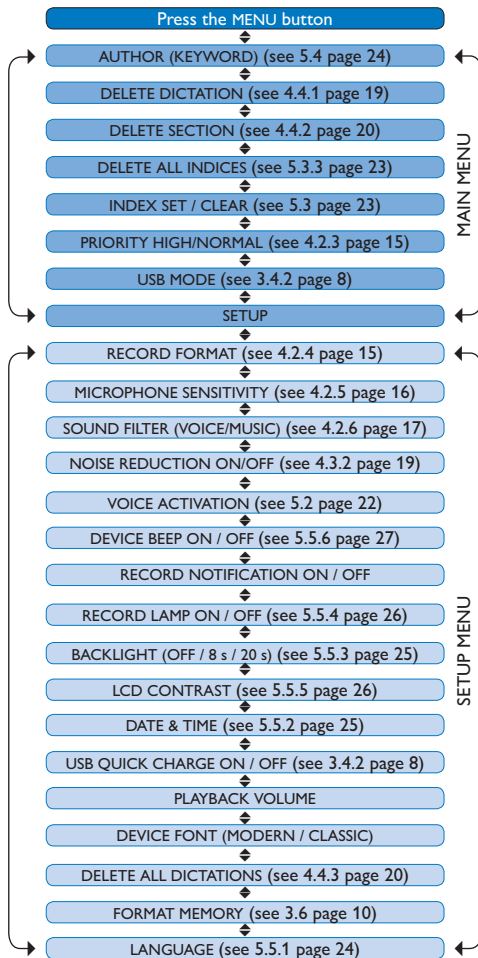 Press the MENU button
AUTHOR (KEYWORD) (see 5.4 page 24)
DELETE DICTATION (see 4.4.1 page 19)
DELETE SECTION (see 4.4.2 page 20)
DELETE ALL INDICES (see 5.3.3 page 23)
INDEX SET / CLEAR (see 5.3 page 23)
PRIORITY HIGH/NORMAL (see 4.2.3 page 15)
USB MODE (see 3.4.2 page 8)
SETUP
MAIN MENU
RECORD FORMAT (see 4.2.4 page 15)
MICROPHONE SENSITIVITY (see 4.2.5 page 16)
SOUND FILTER (VOICE/MUSIC) (see 4.2.6 page 17)
NOISE REDUCTION ON/OFF (see 4.3.2 page 19)
VOICE ACTIVATION (see 5.2 page 22)
DEVICE BEEP ON / OFF (see 5.5.6 page 27)
RECORD NOTIFICATION ON / OFF
RECORD LAMP ON / OFF (see 5.5.4 page 26)
BACKLIGHT (OFF / 8 s / 20 s) (see 5.5.3 page 25)
LCD CONTRAST (see 5.5.5 page 26)
DATE & TIME (see 5.5.2 page 25)
USB QUICK CHARGE ON / OFF (see 3.4.2 page 8)
PLAYBACK VOLUME
DEVICE FONT (MODERN / CLASSIC)
DELETE ALL DICTATIONS (see 4.4.3 page 20)
FORMAT MEMORY (see 3.6 page 10)
LANGUAGE (see 5.5.1 page 24)
SETUP MENU